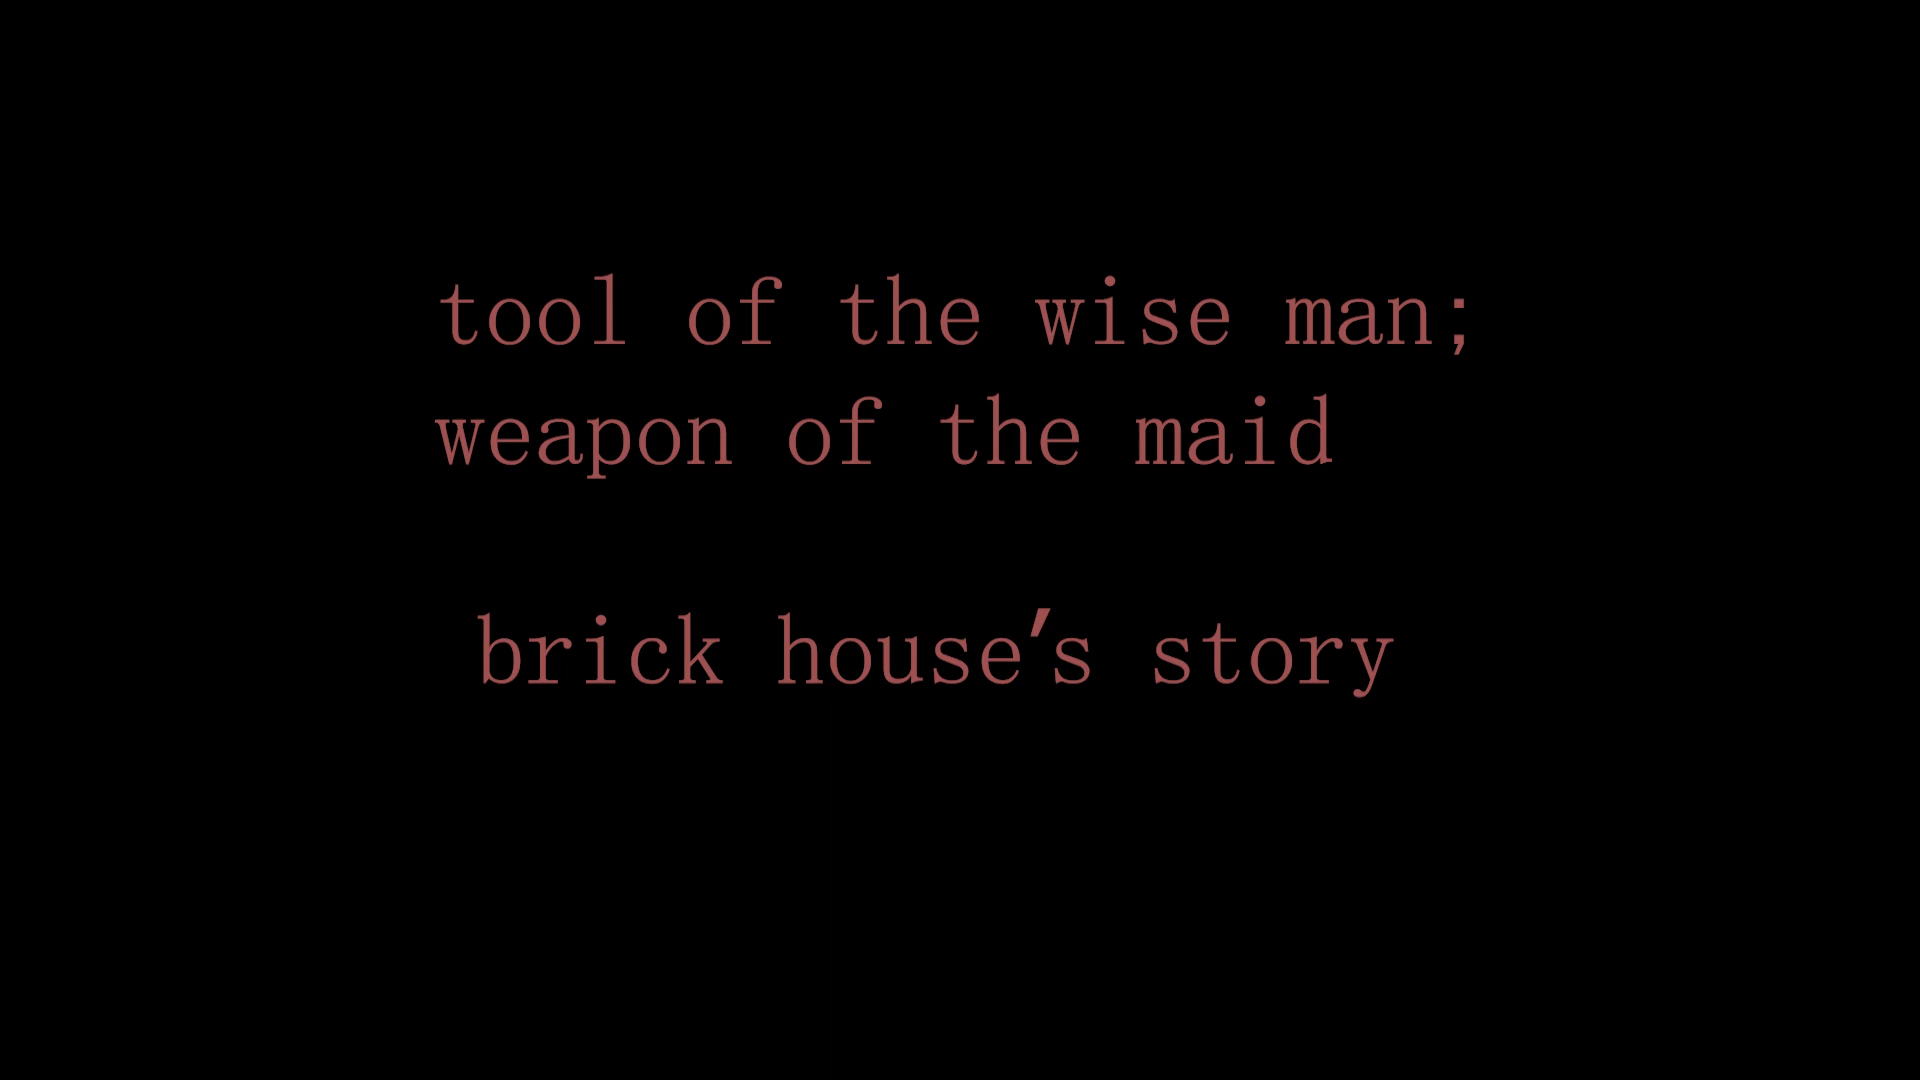 tool of the wise man;
weapon of the maid
brick house's story